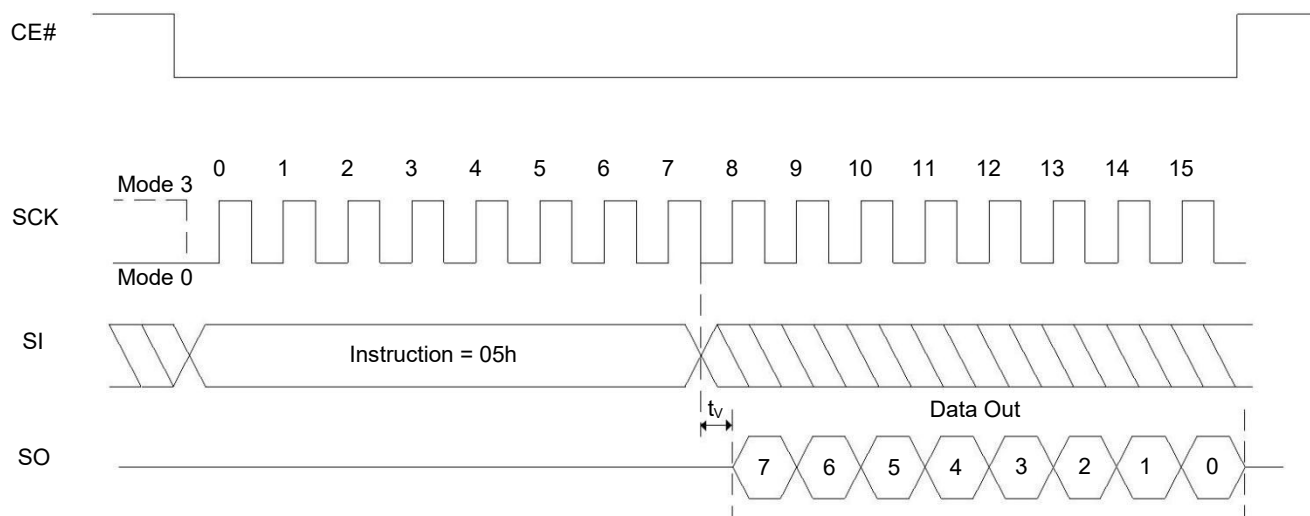 CE#
0 1 2 3 4 5 6 7 8 9 10 11 12 13 14 15
Mode 3
SCK
Mode 0
SI
Instruction = 05h
tV
Data Out
SO
7 6 5 4 3 2 1 0